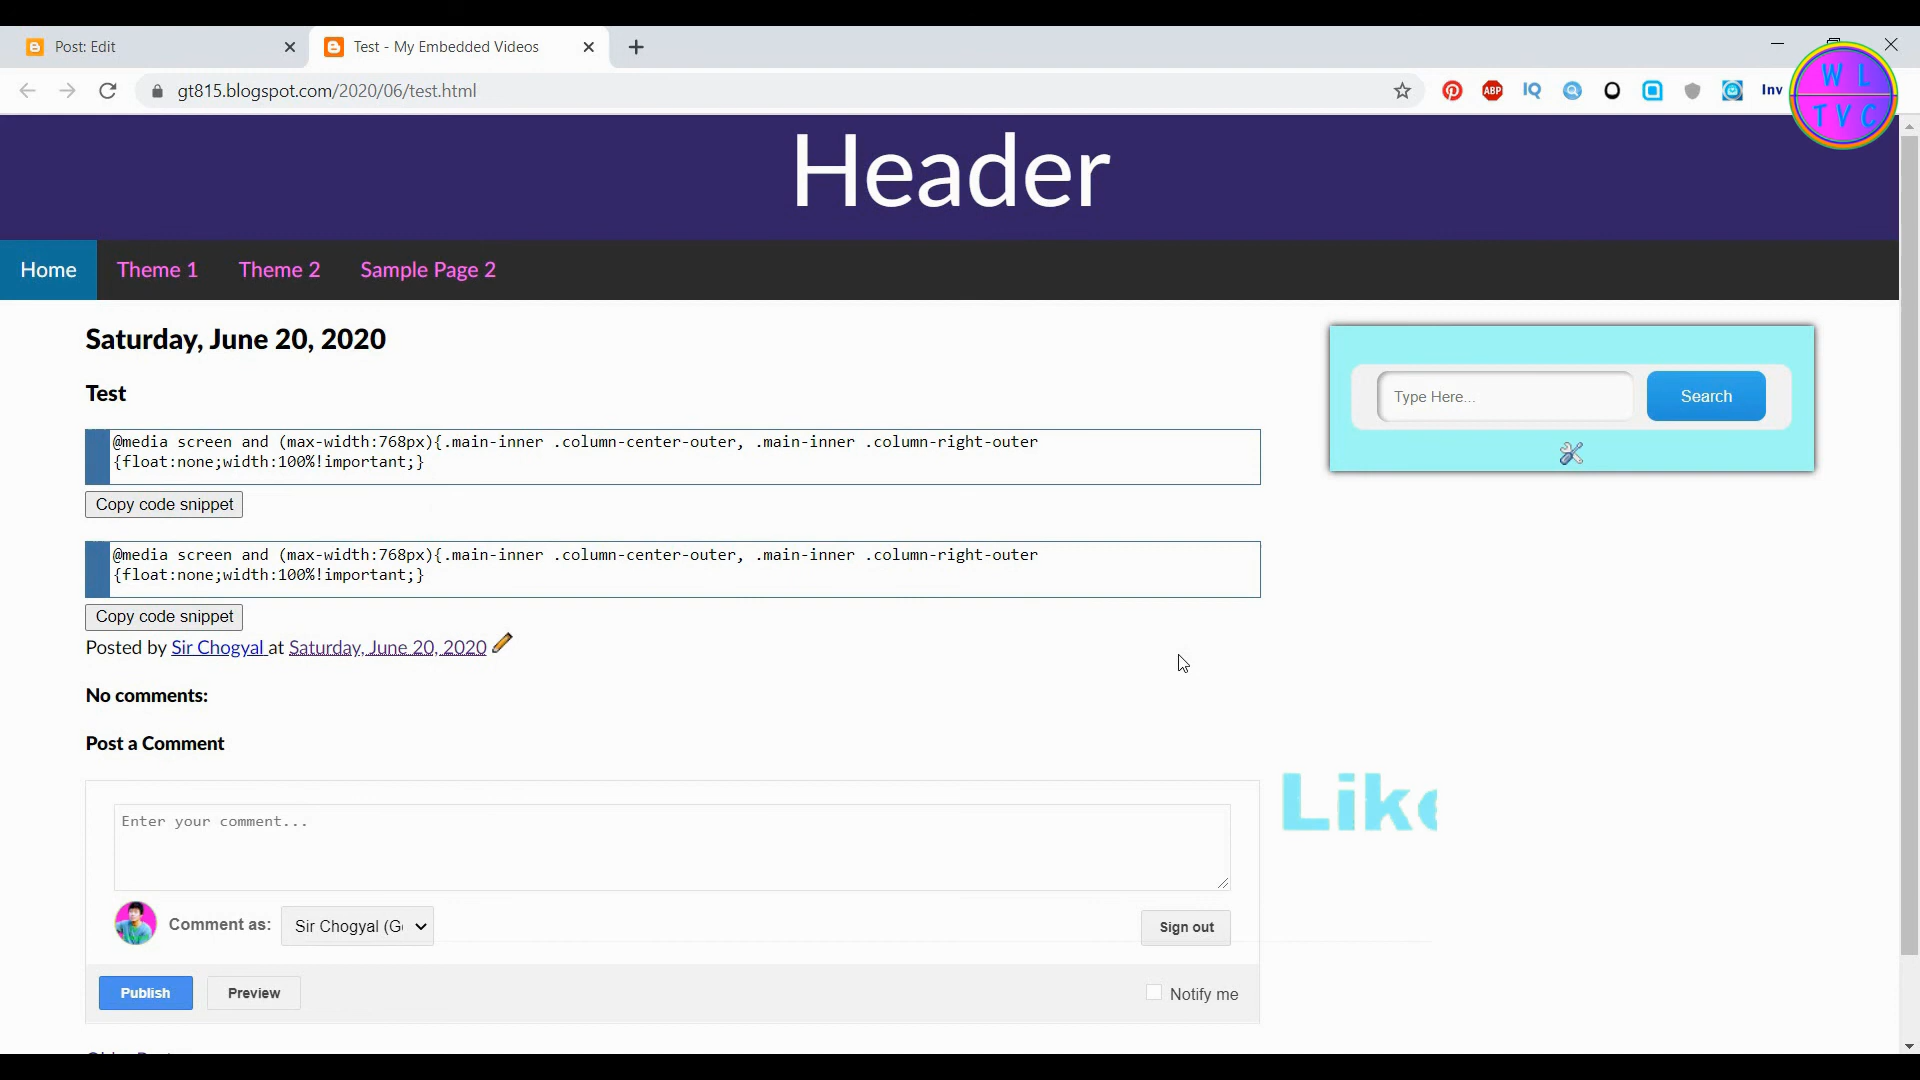 Post: Edit
Test - My Embedded Videos
gt815.blogspot.com/2020/06/test.html
ABP
IQ
Inv
W L
T V C
Header
Home Theme 1 Theme 2 Sample Page 2
Saturday, June 20, 2020
Test
@media screen and (max-width:768px){.main-inner .column-center-outer, .main-inner .column-right-outer
{float:none;width:100%!important;}
Copy code snippet
@media screen and (max-width:768px){.main-inner .column-center-outer, .main-inner .column-right-outer
{float:none;width:100%!important;}
Copy code snippet
Posted by Sir Chogyal at Saturday, June 20, 2020
No comments:
Post a Comment
Enter your comment...
Comment as: Sir Chogyal (G
Sign out
Publish Preview
Notify me
Type Here...
Search
Like